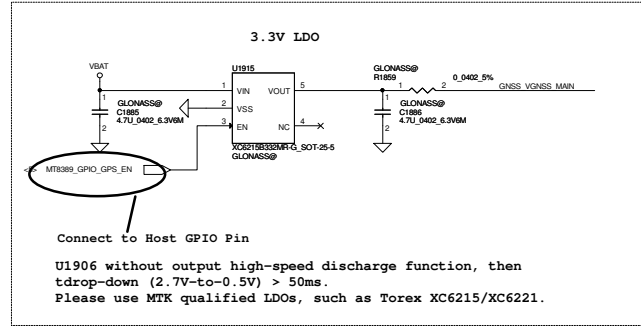 3.3V LDO
VBAT
U1915
GLONASS@
R1859
1 VIN VOUT 5
1 2 0_0402_5% GNSS_VGNSS_MAIN
2 VSS
3 EN NC 4
1
GLONASS@
C1885
4.7U_0402_6.3V6M
2
1
GLONASS@
C1886
4.7U_0402_6.3V6M
2
XC6215B332MR-G_SOT-25-5
GLONASS@
MT8389_GPIO_GPS_EN
Connect to Host GPIO Pin
U1906 without output high-speed discharge function, then
tdrop-down (2.7V-to-0.5V) > 50ms.
Please use MTK qualified LDOs, such as Torex XC6215/XC6221.